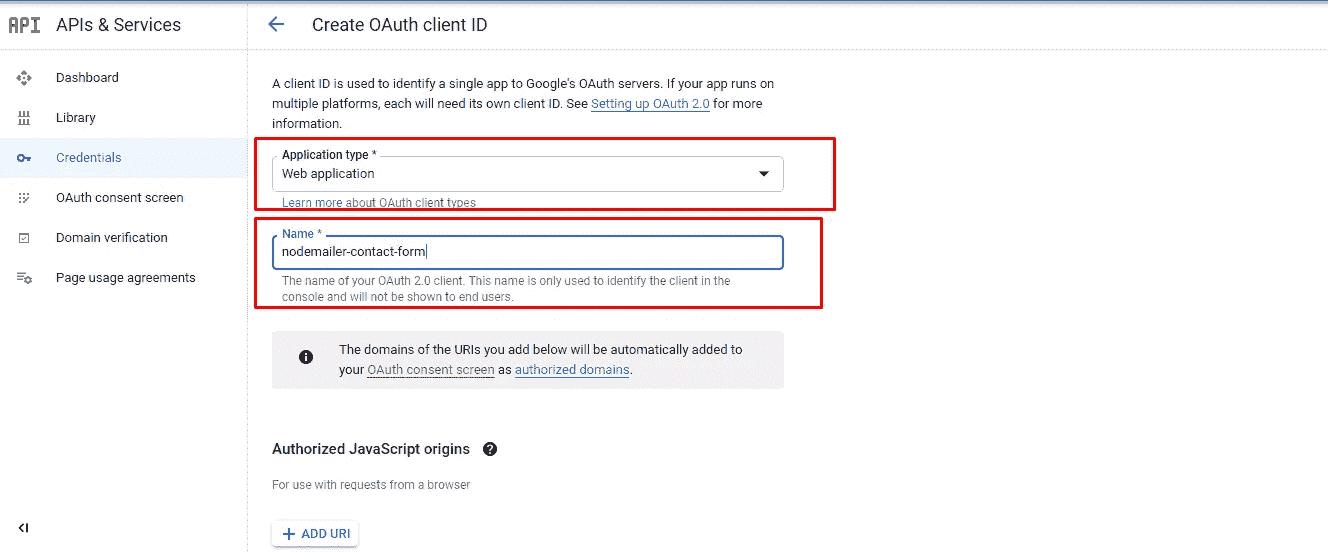 API APIs & Services
Create OAuth client ID
Dashboard
Library
Credentials
OAuth consent screen
Domain verification
Page usage agreements
A client ID is used to identify a single app to Google's OAuth servers. If your app runs on
multiple platforms, each will need its own client ID. See Setting up OAuth 2.0 for more
information.
Application type *
Web application
Learn more about OAuth client types
Name *
nodemailer-contact-form
The name of your OAuth 2.0 client. This name is only used to identify the client in the
console and will not be shown to end users.
The domains of the URIs you add below will be automatically added to
your OAuth consent screen as authorized domains.
Authorized JavaScript origins
For use with requests from a browser
ADD URI